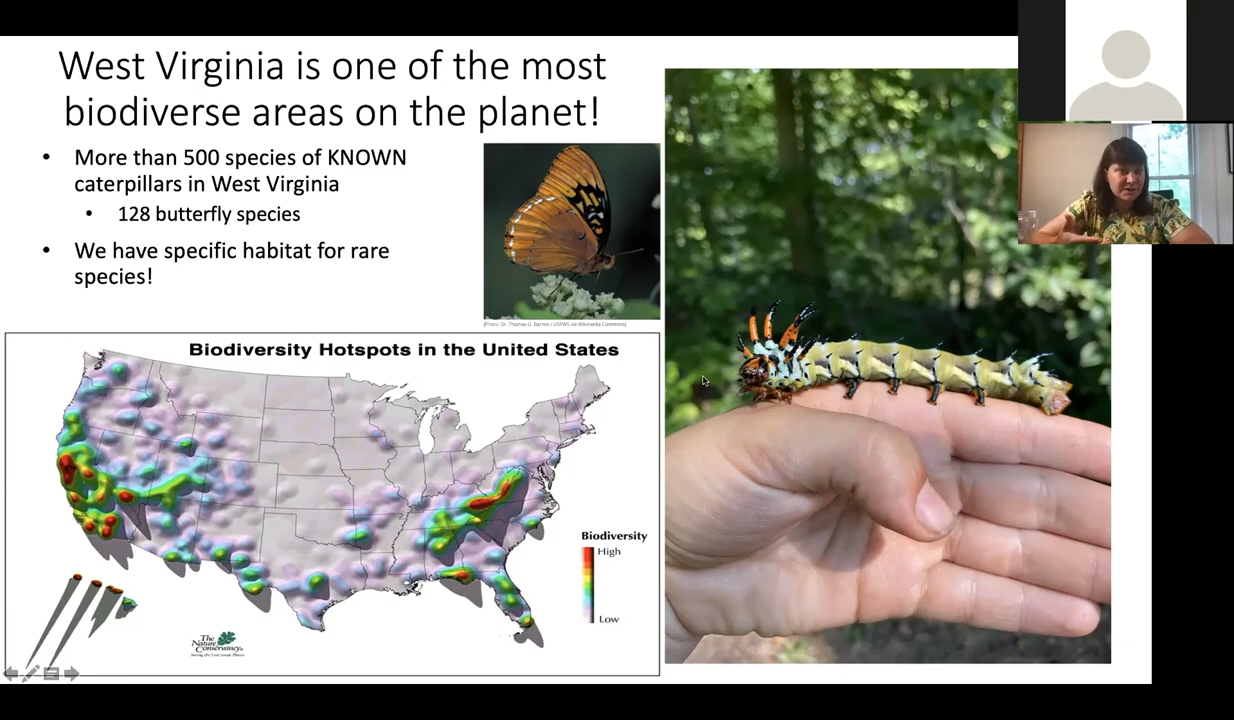 West Virginia is one of the most
biodiverse areas on the planet!
• More than 500 species of KNOWN
caterpillars in West Virginia
• 128 butterfly species
• We have specific habitat for rare
species!
(Photo: Dr. Thomas G. Barnes / USFWS via Wikimedia Commons)
Biodiversity Hotspots in the United States
Biodiversity
High
Low
The
Nature
Conservancy
Saving the Last Great Places